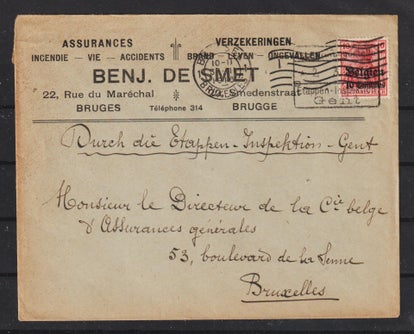 ASSURANCES † VERZEKERINGEN
INCENDIE - VIE - ACCIDENTS BRAND - LEVEN - ONGEVALLEN
BENJ. DE SMET
22, Rue du Maréchal Smedenstraat
BRUGES Téléphone 314 BRUGGE
Belgien
10 Centimes
Gent
Durch die Etappen-Inspektion-Gent
Monsieur le Directeur de la Cie belge
d'Assurances générales
53, boulevard de la Senne
Bruxelles